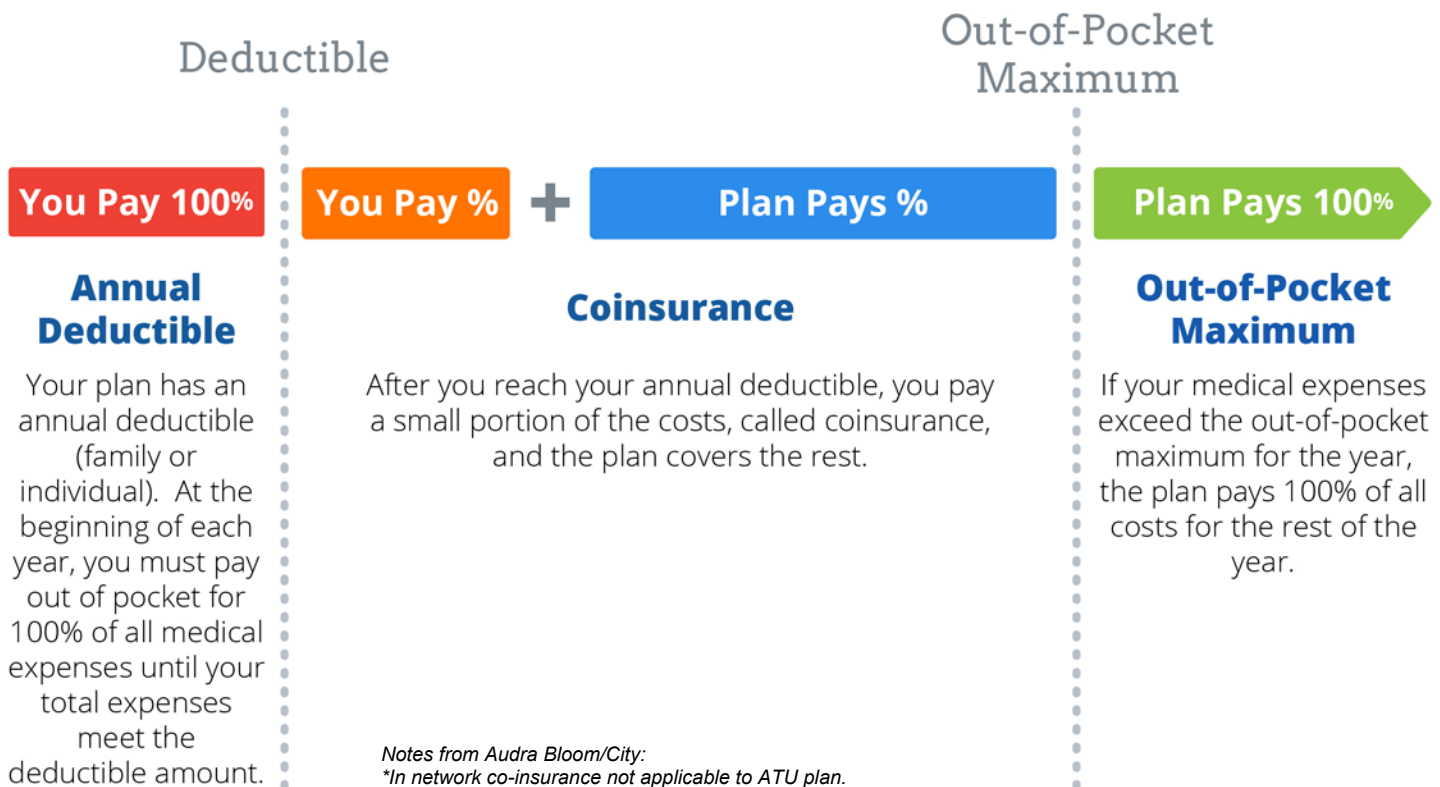 Deductible
Out-of-Pocket
Maximum
You Pay 100%
You Pay %
+
Plan Pays %
Plan Pays 100%
Annual
Deductible
Your plan has an
annual deductible
(family or
individual).  At the
beginning of each
year, you must pay
out of pocket for
100% of all medical
expenses until your
total expenses
meet the
deductible amount.
Coinsurance
After you reach your annual deductible, you pay
a small portion of the costs, called coinsurance,
and the plan covers the rest.
Notes from Audra Bloom/City:
*In network co-insurance not applicable to ATU plan.
Out-of-Pocket
Maximum
If your medical expenses
exceed the out-of-pocket
maximum for the year,
the plan pays 100% of all
costs for the rest of the
year.